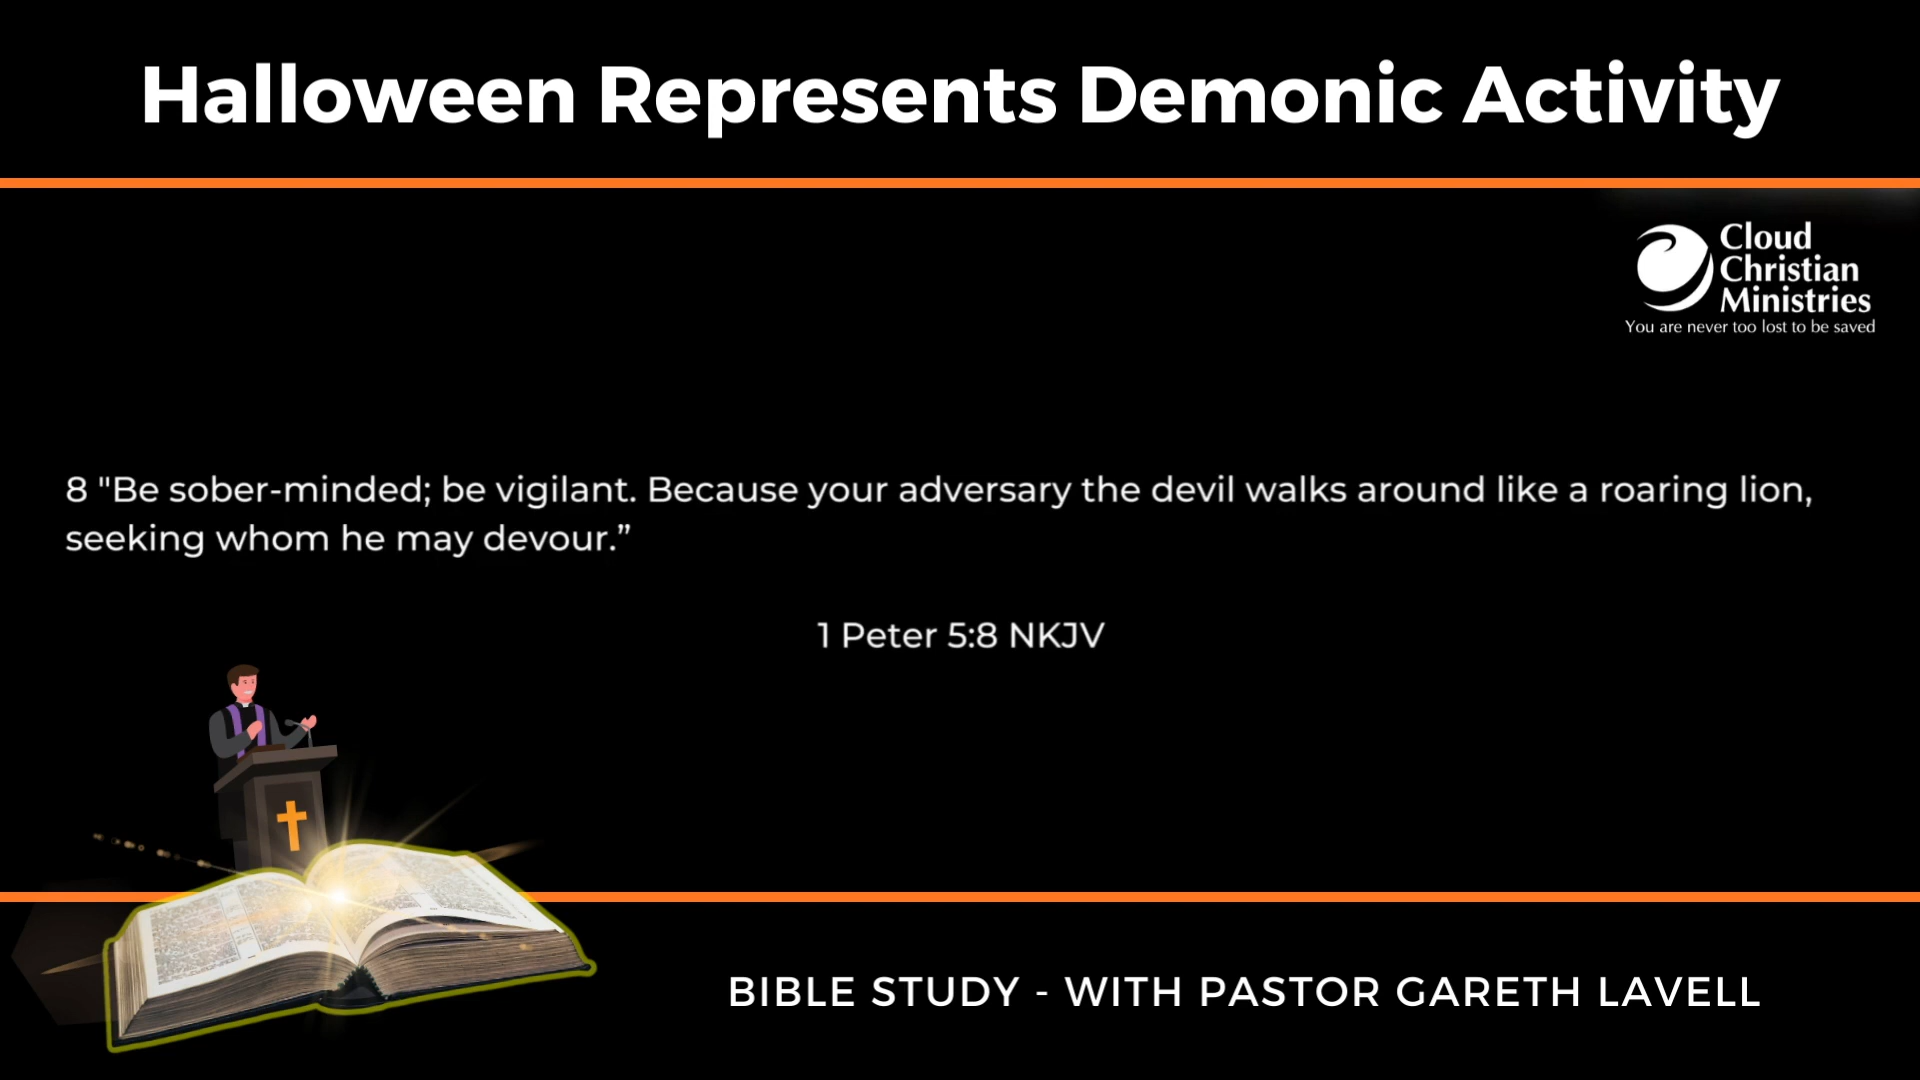 Halloween Represents Demonic Activity
Cloud
Christian
Ministries
You are never too lost to be saved
8 "Be sober-minded; be vigilant. Because your adversary the devil walks around like a roaring lion,
seeking whom he may devour.”
1 Peter 5:8 NKJV
BIBLE STUDY - WITH PASTOR GARETH LAVELL